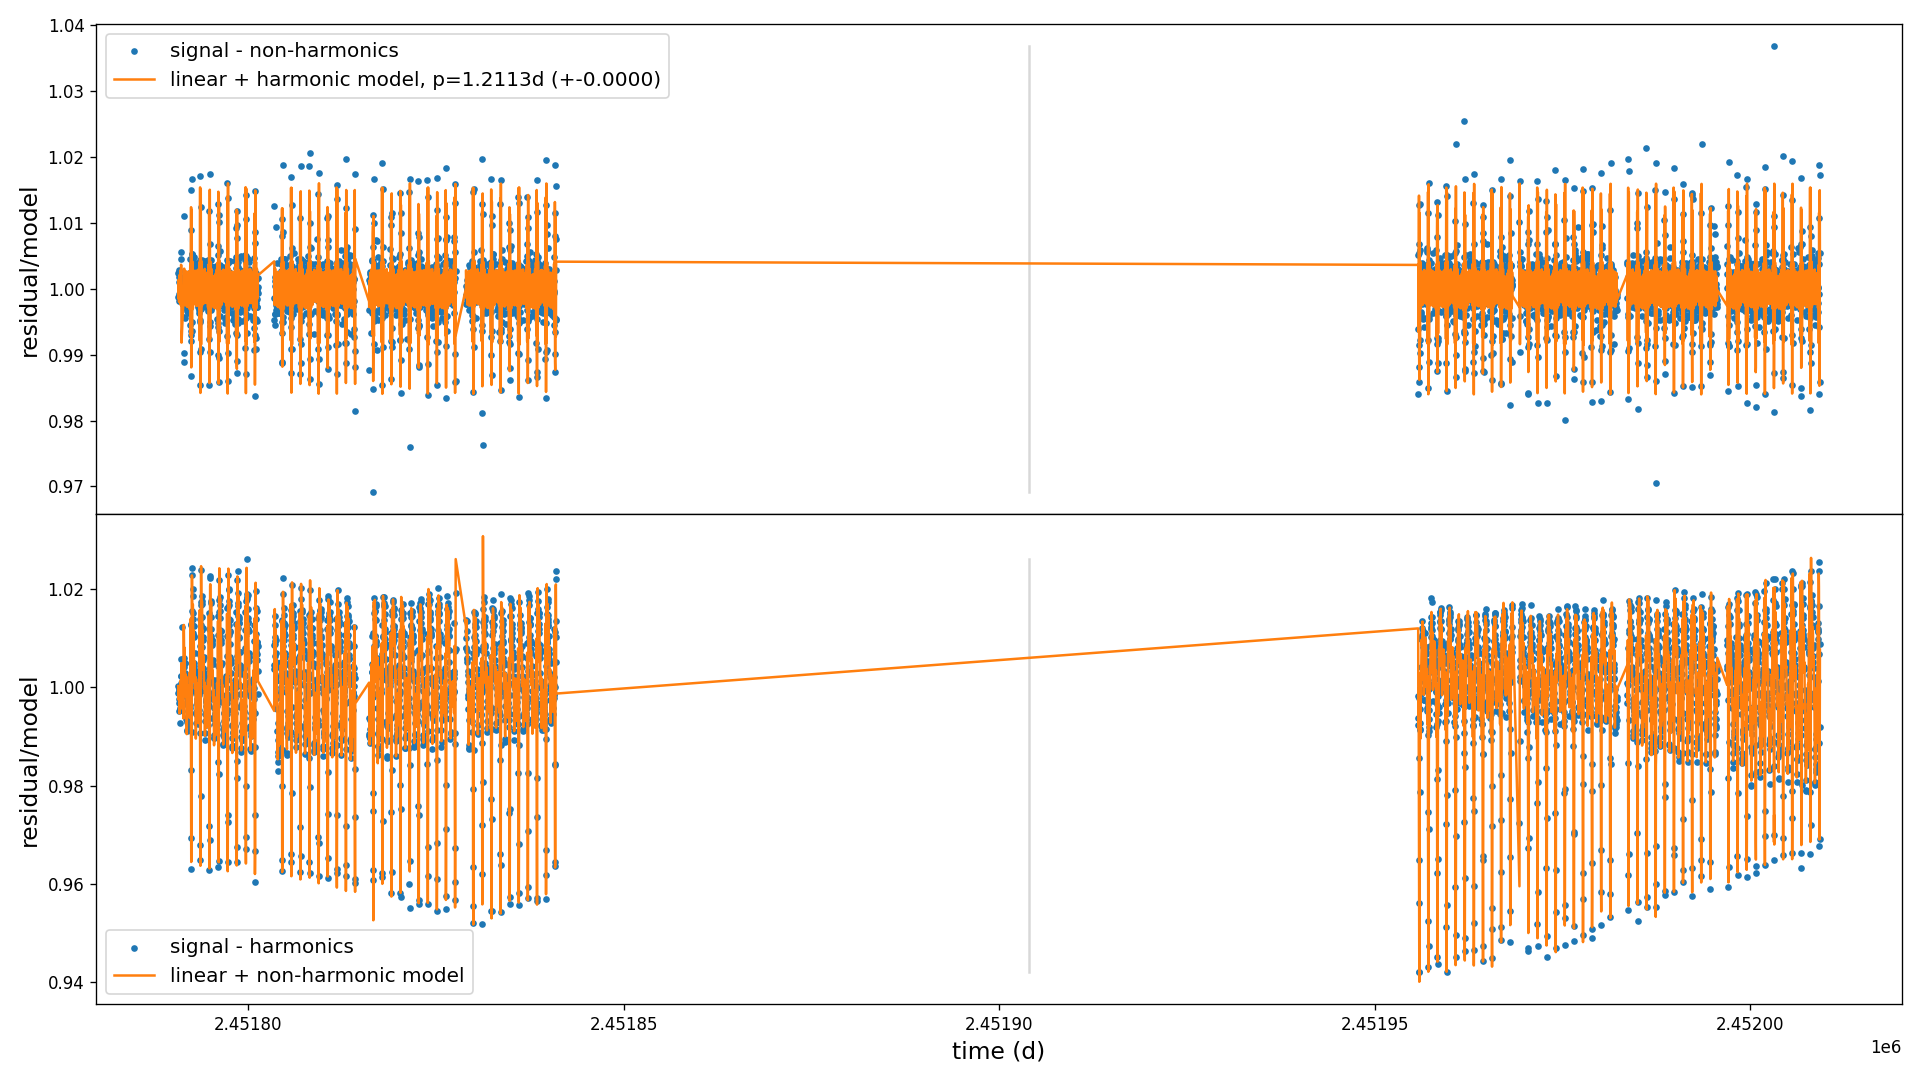 1.04
1.03
1.02
1.01
1.00
0.99
0.98
0.97
residual/model
signal - non-harmonics
linear + harmonic model, p=1.2113d (+-0.0000)
1.02
1.00
0.98
0.96
0.94
residual/model
signal - harmonics
linear + non-harmonic model
2.45180
2.45185
2.45190
2.45195
2.45200
1e6
time (d)